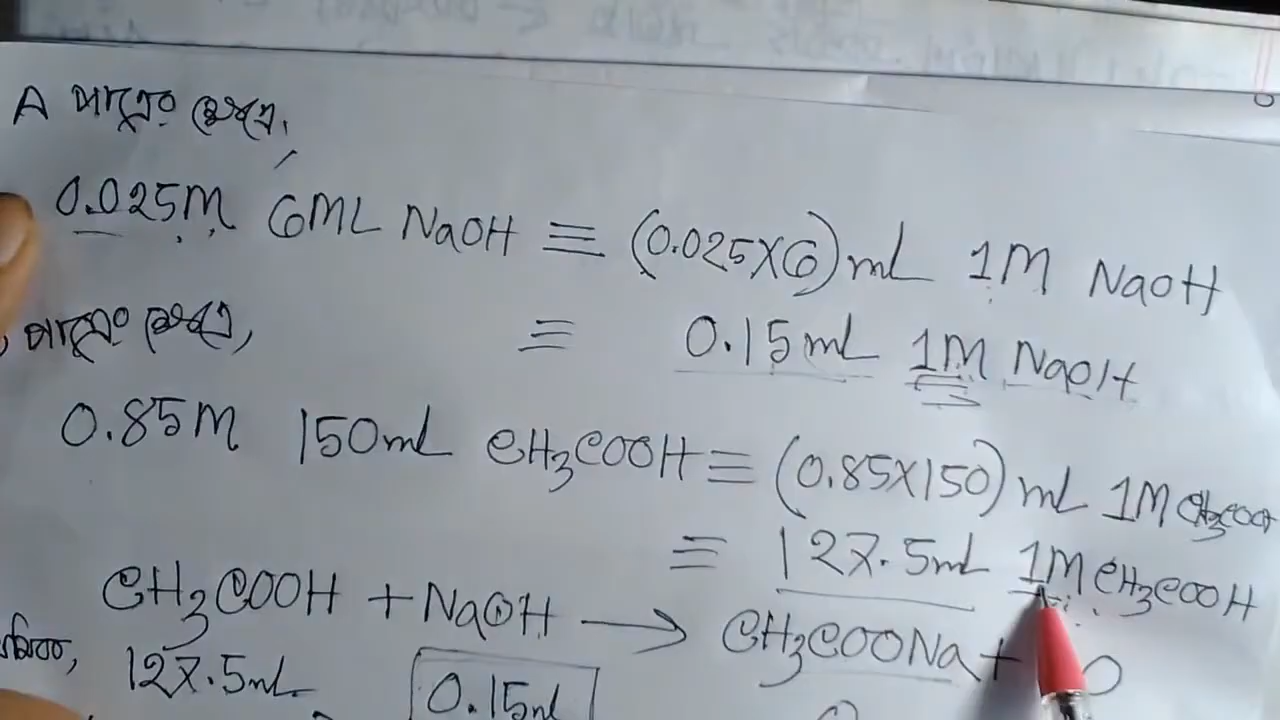 A পাত্রের ক্ষেত্রে,
0.025M 6ML NaOH ≡ (0.025×6)mL 1M NaOH
≡ 0.15mL 1M NaOH
পাত্রের ক্ষেত্রে,
0.85M 150mL CH3COOH ≡ (0.85×150) mL 1M CH3COO
≡ 127.5mL 1M CH3COOH
CH3COOH + NaOH → CH3COONa +
127.5mL 0.15mL